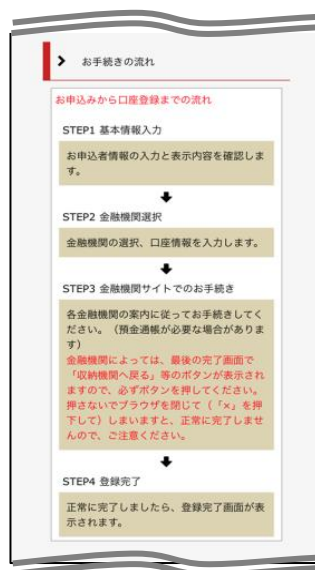 お手続きの流れ
お申込みから口座登録までの流れ
STEP1 基本情報入力
お申込者情報の入力と表示内容を確認しま
す。
STEP2 金融機関選択
金融機関の選択、口座情報を入力します。
STEP3 金融機関サイトでのお手続き
各金融機関の案内に従ってお手続きしてく
ださい。（預金通帳が必要な場合がありま
す）
金融機関によっては、最後の完了画面で
「収納機関へ戻る」等のボタンが表示され
ますので、必ずボタンを押してください。
押さないでブラウザを閉じて（「×」を押
下して）しまいますと、正常に完了しませ
んので、ご注意ください。
STEP4 登録完了
正常に完了しましたら、登録完了画面が表
示されます。